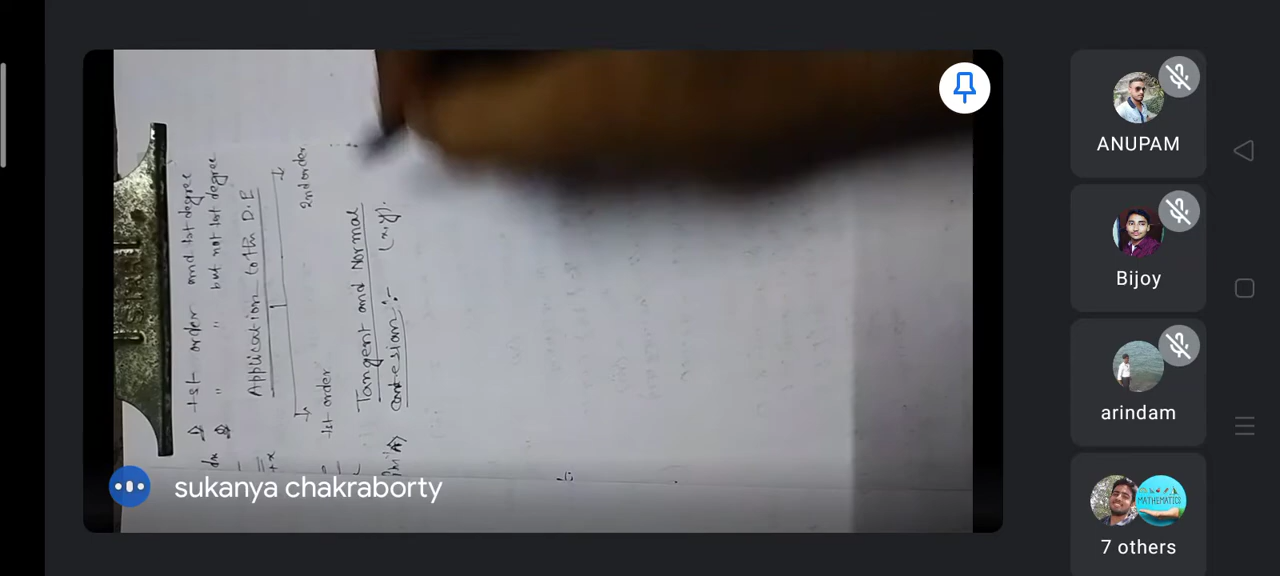 1st order and 1st degree
" " but not 1st degree
Application to the D.E
1st order
2nd order
Tangent and Normal
Cartesian :- (x,y).
sukanya chakraborty
ANUPAM
Bijoy
arindam
MATHEMATICS
7 others